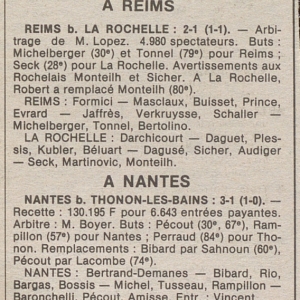 A REIMS
REIMS b. LA ROCHELLE : 2-1 (1-1). — Arbi-
trage de M. Lopez. 4.980 spectateurs. Buts :
Michelberger (30ᵉ) et Tonnel (79ᵉ) pour Reims ;
Seck (28ᵉ) pour La Rochelle. Avertissements aux
Rochelais Monteilh et Sicher. A La Rochelle,
Robert a remplacé Monteilh (80ᵉ).
REIMS : Formici — Masclaux, Buisset, Prince,
Evrard — Jaffrès, Verkruysse, Schaller —
Michelberger, Tonnel, Bertolino.
LA ROCHELLE : Darchicourt — Daguet, Ples-
sis, Kubler, Béluart — Dagusé, Sicher, Audiger
— Seck, Martinovic, Monteilh.
A NANTES
NANTES b. THONON-LES-BAINS : 3-1 (1-0). —
Recette : 130.195 F pour 6.643 entrées payantes.
Arbitre : M. Boyer. Buts : Pécout (30ᵉ, 67ᵉ), Ram-
pillon (57ᵉ) pour Nantes ; Perraud (84ᵉ) pour Tho-
non. Remplacements : Bibard par Sahnoun (60ᵉ),
Pécout par Lacombe (74ᵉ).
NANTES : Bertrand-Demanes — Bibard, Rio,
Bargas, Bossis — Michel, Tusseau, Rampillon —
Baronchelli, Pécout, Amisse. Entr. : Vincent.